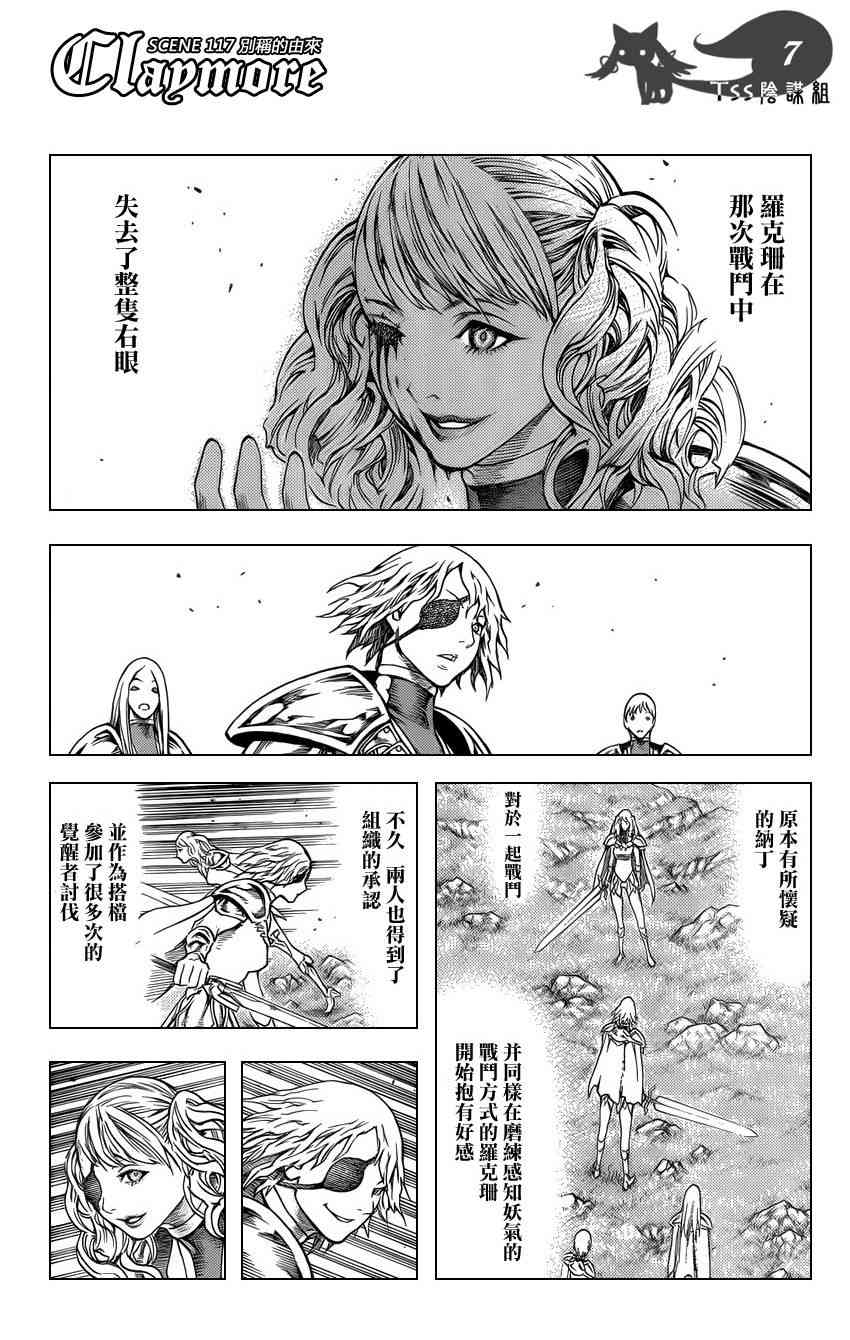 SCENE 117 別稱的由來
Claymore
7
Tss陰謀組
羅克珊在
那次戰鬥中
失去了整隻右眼
原本有所懷疑
的納丁
對於一起戰鬥
并同樣在磨練感知妖氣的
戰鬥方式的羅克珊
開始抱有好感
不久 兩人也得到了
組織的承認
並作為搭檔
參加了很多次的
覺醒者討伐